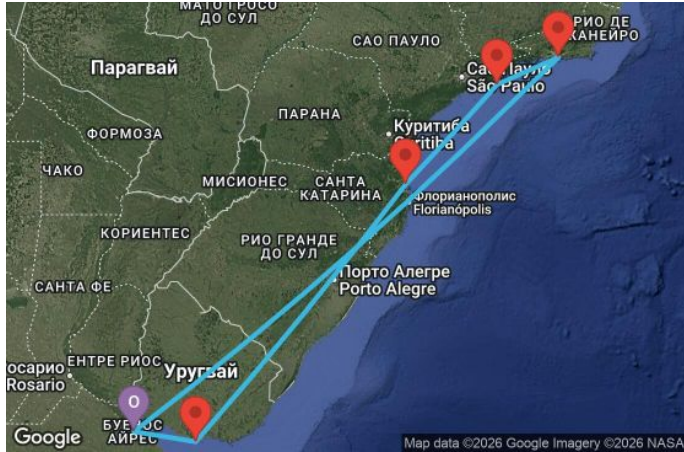 МАТО ГРОСО
ДО СУЛ
РИО ДЕ
ЖАНЕЙРО
САО ПАУЛО
Парагвай
Сао Пауло
São Paulo
ПАРАНА
ФОРМОЗА
Куритиба
Curitiba
ЧАКО
МИСИОНЕС
САНТА
КАТАРИНА
Флорианополис
Florianópolis
КОРИЕНТЕС
РИО ГРАНДЕ
ДО СУЛ
Порто Алегре
Porto Alegre
САНТА ФЕ
ЕНТРЕ РИОС
Уругвай
осарио
Rosario
O
БУЕНОС
АЙРЕС
Google
Map data ©2026 Google Imagery ©2026 NASA